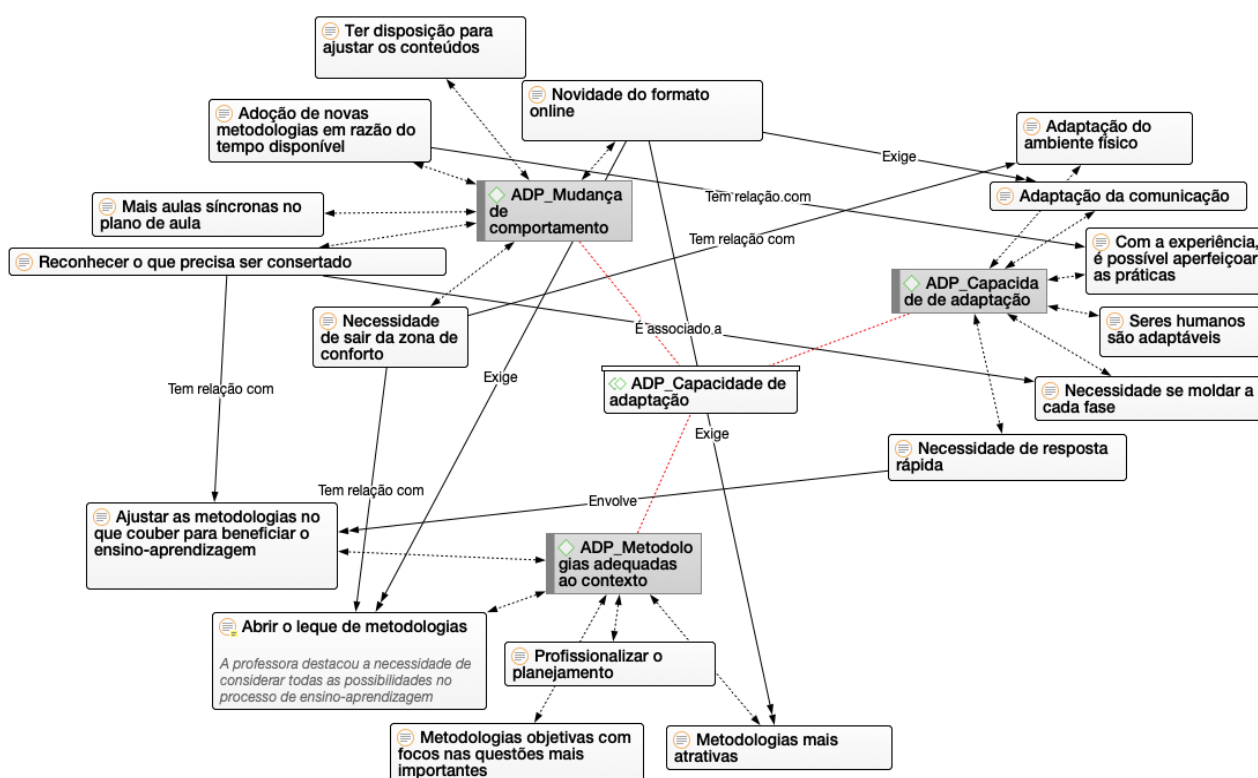 Ter disposição para
ajustar os conteúdos
Novidade do formato
online
Adoção de novas
metodologias em razão do
tempo disponível
Adaptação do
ambiente físico
Exige
ADP_Mudança
de
comportamento
Adaptação da comunicação
Mais aulas síncronas no
plano de aula
Tem relação com
Tem relação com
Com a experiência,
é possível aperfeiçoar
as práticas
Reconhecer o que precisa ser consertado
ADP_Capacida
de de adaptação
Necessidade
de sair da zona de
conforto
É associado a
Seres humanos
são adaptáveis
Exige
ADP_Capacidade de
adaptação
Tem relação com
Necessidade se moldar a
cada fase
Exige
Necessidade de resposta
rápida
Tem relação com
Envolve
Ajustar as metodologias no
que couber para beneficiar o
ensino-aprendizagem
ADP_Metodolo
gias adequadas
ao contexto
Abrir o leque de metodologias
A professora destacou a necessidade de
considerar todas as possibilidades no
processo de ensino-aprendizagem
Profissionalizar o
planejamento
Metodologias objetivas com
focos nas questões mais
importantes
Metodologias mais
atrativas